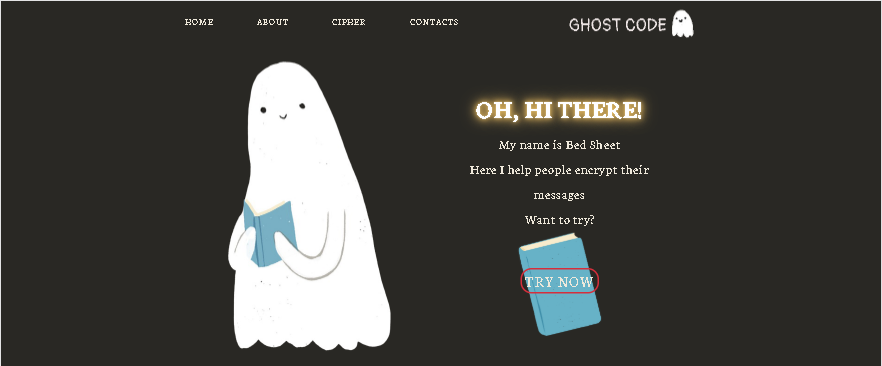 HOME ABOUT CIPHER CONTACTS GHOST CODE
OH, HI THERE!
My name is Bed Sheet
Here I help people encrypt their
messages
Want to try?
TRY NOW